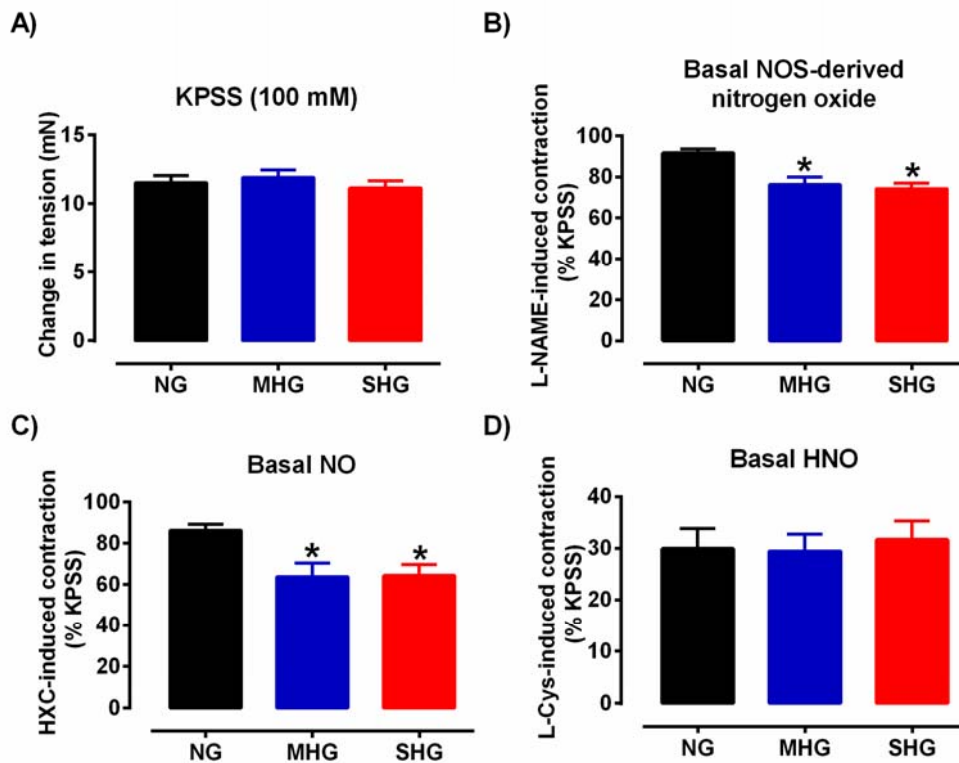 A)
KPSS (100 mM)
Change in tension (mN)
15
10
5
0
NG MHG SHG
B)
Basal NOS-derived
nitrogen oxide
L-NAME-induced contraction
(% KPSS)
100
80
60
40
20
0
* *
NG MHG SHG
C)
Basal NO
HXC-induced contraction
(% KPSS)
100
80
60
40
20
0
* *
NG MHG SHG
D)
Basal HNO
L-Cys-induced contraction
(% KPSS)
40
30
20
10
0
NG MHG SHG